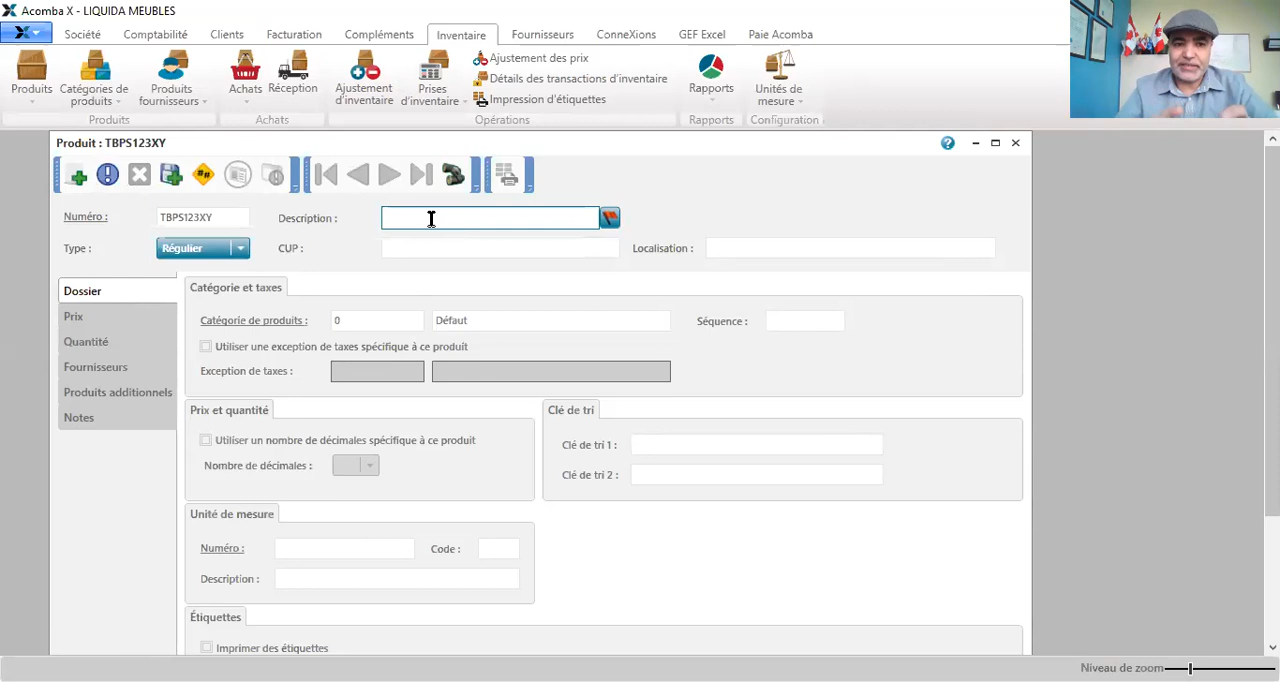 Acomba X - LIQUIDA MEUBLES
Société Comptabilité Clients Facturation Compléments Inventaire Fournisseurs ConneXions GEF Excel Paie Acomba
Produits
Catégories de produits
Produits fournisseurs
Achats
Réception
Ajustement d'inventaire
Prises d'inventaire
Ajustement des prix
Détails des transactions d'inventaire
Impression d'étiquettes
Rapports
Unités de mesure
Produits Achats Opérations Rapports Configuration
Produit : TBPS123XY
Numéro : TBPS123XY Description :
Type : Régulier CUP : Localisation :
Dossier
Prix
Quantité
Fournisseurs
Produits additionnels
Notes
Catégorie et taxes
Catégorie de produits : 0 Défaut Séquence :
Utiliser une exception de taxes spécifique à ce produit
Exception de taxes :
Prix et quantité
Utiliser un nombre de décimales spécifique à ce produit
Nombre de décimales :
Clé de tri
Clé de tri 1 :
Clé de tri 2 :
Unité de mesure
Numéro : Code :
Description :
Étiquettes
Imprimer des étiquettes
Niveau de zoom